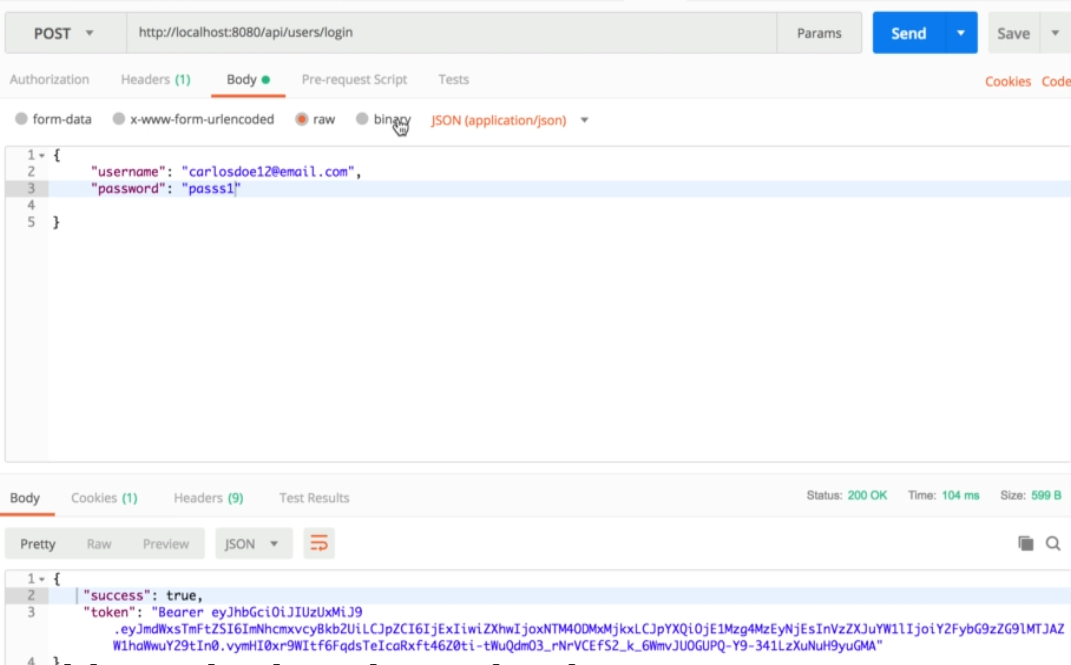 POST http://localhost:8080/api/users/login Params Send Save
Authorization Headers (1) Body Pre-request Script Tests Cookies Code
form-data x-www-form-urlencoded raw binary JSON (application/json)
1 {
2 "username": "carlosdoe12@email.com",
3 "password": "passs1"
4
5 }
Body Cookies (1) Headers (9) Test Results Status: 200 OK Time: 104 ms Size: 599 B
Pretty Raw Preview JSON
1 {
2 "success": true,
3 "token": "Bearer eyJhbGciOiJIUzUxMiJ9
.eyJmdWxsTmFtZSI6ImNhcmxvcyBkb2UiLCJpZCI6IjExIiwiZXhwIjoxNTM4ODMxMjkxLCJpYXQiOjE1Mzg4MzEyNjEsInVzZXJuYW1lIjoiY2FybG9zZG9lMTJAZ
W1haWwuY29tIn0.vymHI0xr9WItf6FqdsTeIcaRxft46Z0ti-tWuQdmO3_rNrVCEfS2_k_6WmvJUOGUPQ-Y9-341LzXuNuH9yuGMA"
4 }